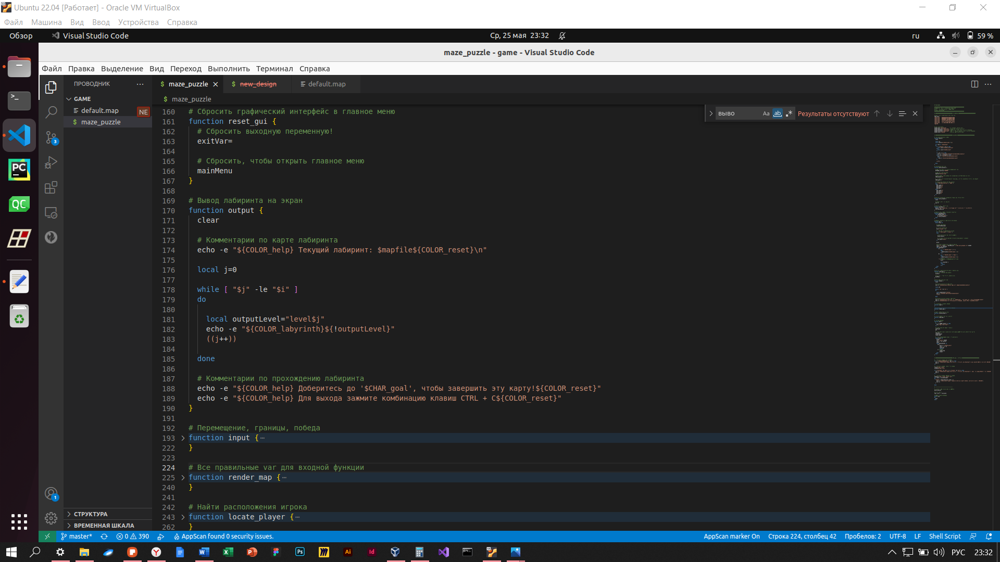 Ubuntu 22.04 [Работает] - Oracle VM VirtualBox
Файл Машина Вид Ввод Устройства Справка
Обзор Visual Studio Code Ср, 25 мая 23:32 ru 59 %
maze_puzzle - game - Visual Studio Code
Файл Правка Выделение Вид Переход Выполнить Терминал Справка
ПРОВОДНИК ··· $ maze_puzzle $ new_design default.map ···
GAME $ maze_puzzle
default.map NE
$ maze_puzzle
выво Aa ab Результаты отсутствуют
160 # Сбросить графический интерфейс в главное меню
161 function reset_gui {
162 # Сбросить выходную переменную!
163 exitVar=
164
165 # Сбросить, чтобы открыть главное меню
166 mainMenu
167 }
168
169 # Вывод лабиринта на экран
170 function output {
171 clear
172
173 # Комментарии по карте лабиринта
174 echo -e "${COLOR_help} Текущий лабиринт: $mapfile${COLOR_reset}\n"
175
176 local j=0
177
178 while [ "$j" -le "$i" ]
179 do
180
181 local outputLevel="level$j"
182 echo -e "${COLOR_labyrinth}${!outputLevel}"
183 ((j++))
184
185 done
186
187 # Комментарии по прохождению лабиринта
188 echo -e "${COLOR_help} Доберитесь до '$CHAR_goal', чтобы завершить эту карту!${COLOR_reset}"
189 echo -e "${COLOR_help} Для выхода зажмите комбинацию клавиш CTRL + C${COLOR_reset}"
190 }
191
192 # Перемещение, границы, победа
193 function input {···
222 }
223
224 # Все правильные var для входной функции
225 function render_map {···
240 }
241
242 # Найти расположения игрока
243 function locate_player {···
262 }
3
1
PC
QC
СТРУКТУРА
ВРЕМЕННАЯ ШКАЛА
master* 0 390 AppScan found 0 security issues. AppScan marker On Строка 224, столбец 42 Пробелов: 2 UTF-8 LF Shell Script
Ps Ai Id РУС 23:32